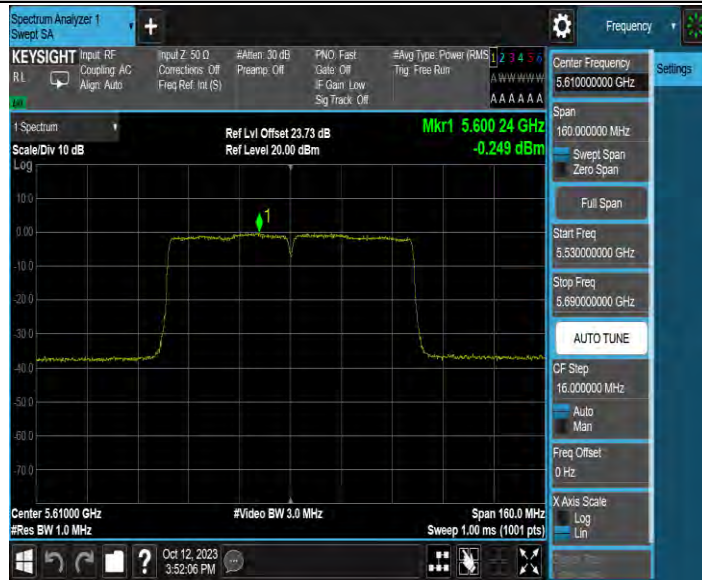 Spectrum Analyzer 1
Swept SA
+
Frequency
KEYSIGHT
RL
Input: RF
Coupling: AC
Align: Auto
Input Z: 50 Ω
Corrections: Off
Freq Ref: Int (S)
#Atten: 30 dB
Preamp: Off
PNO: Fast
Gate: Off
IF Gain: Low
Sig Track: Off
#Avg Type: Power (RMS
Trig: Free Run
1 2 3 4 5 6
A W W W W W
A A A A A A
1 Spectrum
Scale/Div 10 dB
Ref Lvl Offset 23.73 dB
Ref Level 20.00 dBm
Mkr1 5.600 24 GHz
-0.249 dBm
Log
10.0
0.00
-10.0
-20.0
-30.0
-40.0
-50.0
-60.0
-70.0
1
Center 5.61000 GHz
#Res BW 1.0 MHz
#Video BW 3.0 MHz
Span 160.0 MHz
Sweep 1.00 ms (1001 pts)
Oct 12, 2023
3:52:06 PM
?
Center Frequency
5.610000000 GHz
Settings
Span
160.000000 MHz
Swept Span
Zero Span
Full Span
Start Freq
5.530000000 GHz
Stop Freq
5.690000000 GHz
AUTO TUNE
CF Step
16.000000 MHz
Auto
Man
Freq Offset
0 Hz
X Axis Scale
Log
Lin